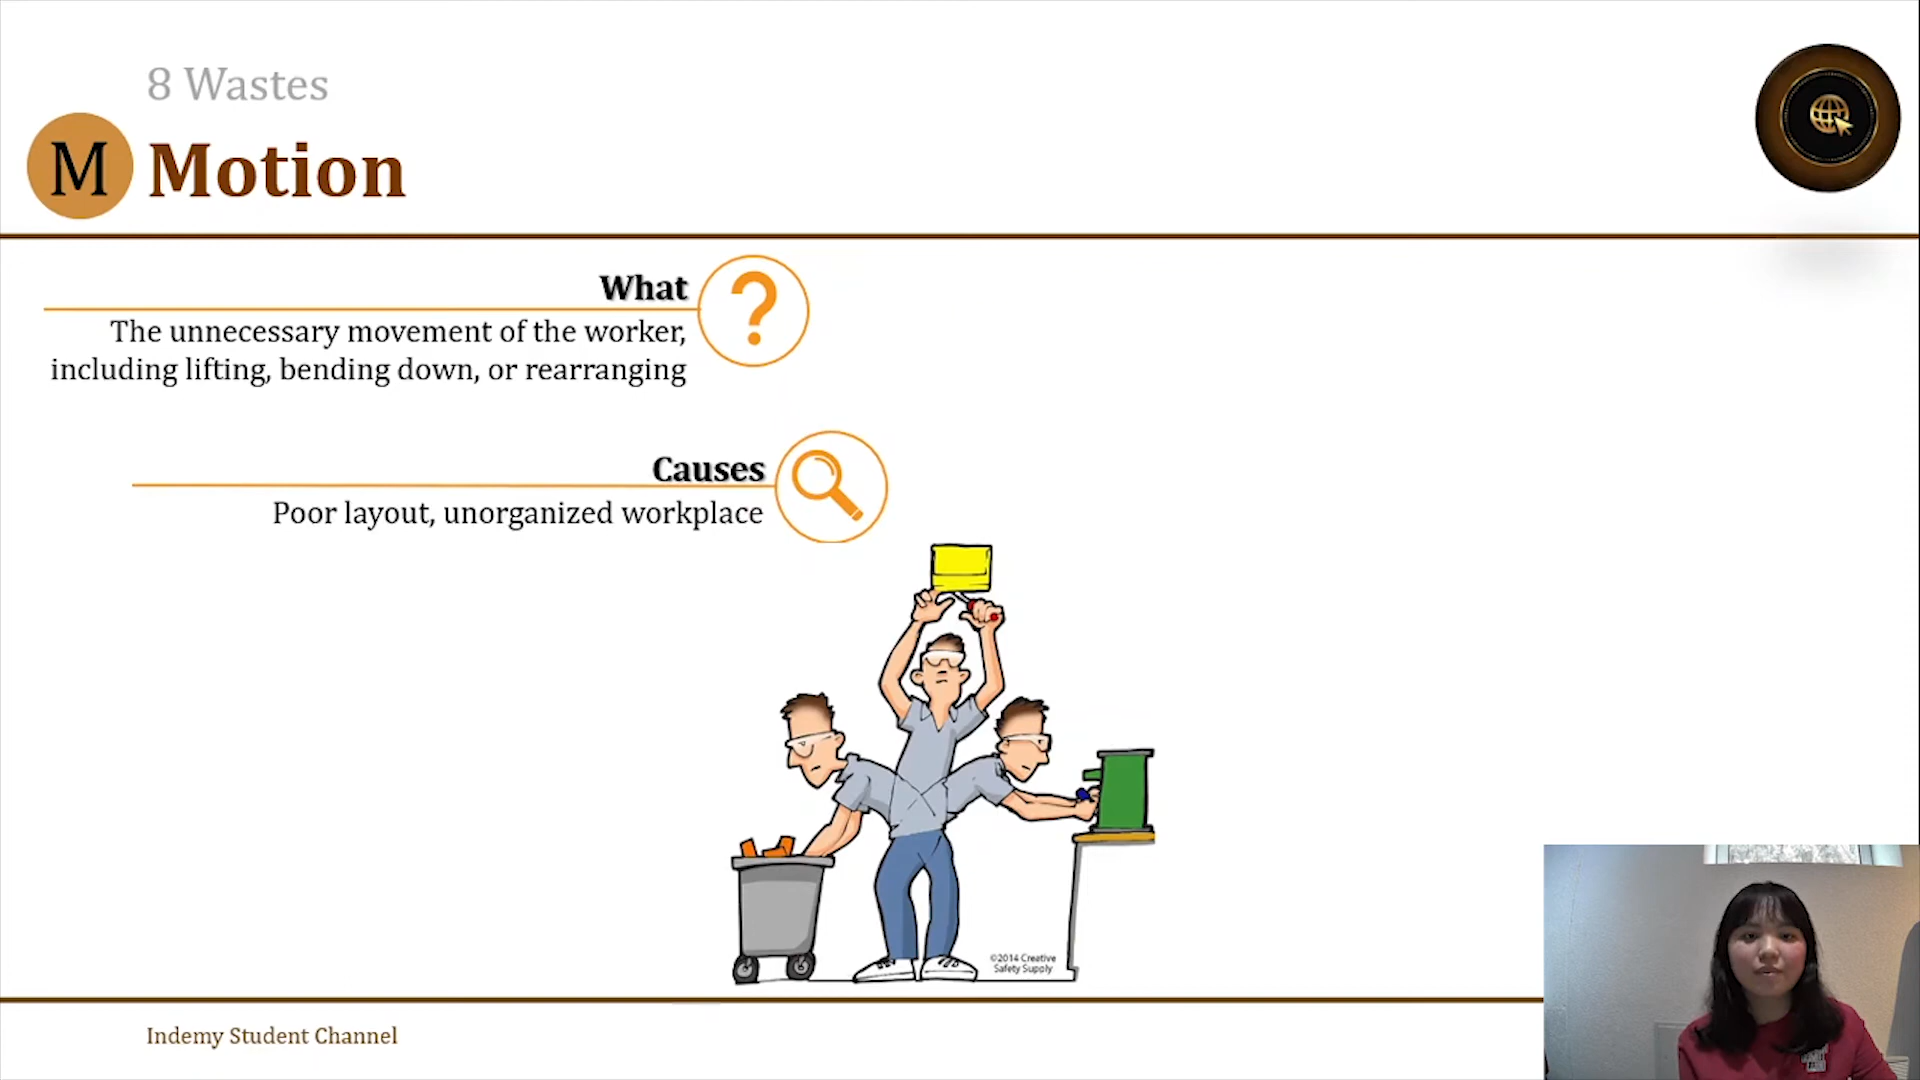 8 Wastes
M Motion
What
The unnecessary movement of the worker,
including lifting, bending down, or rearranging
Causes
Poor layout, unorganized workplace
©2014 Creative
Safety Supply
Indemy Student Channel